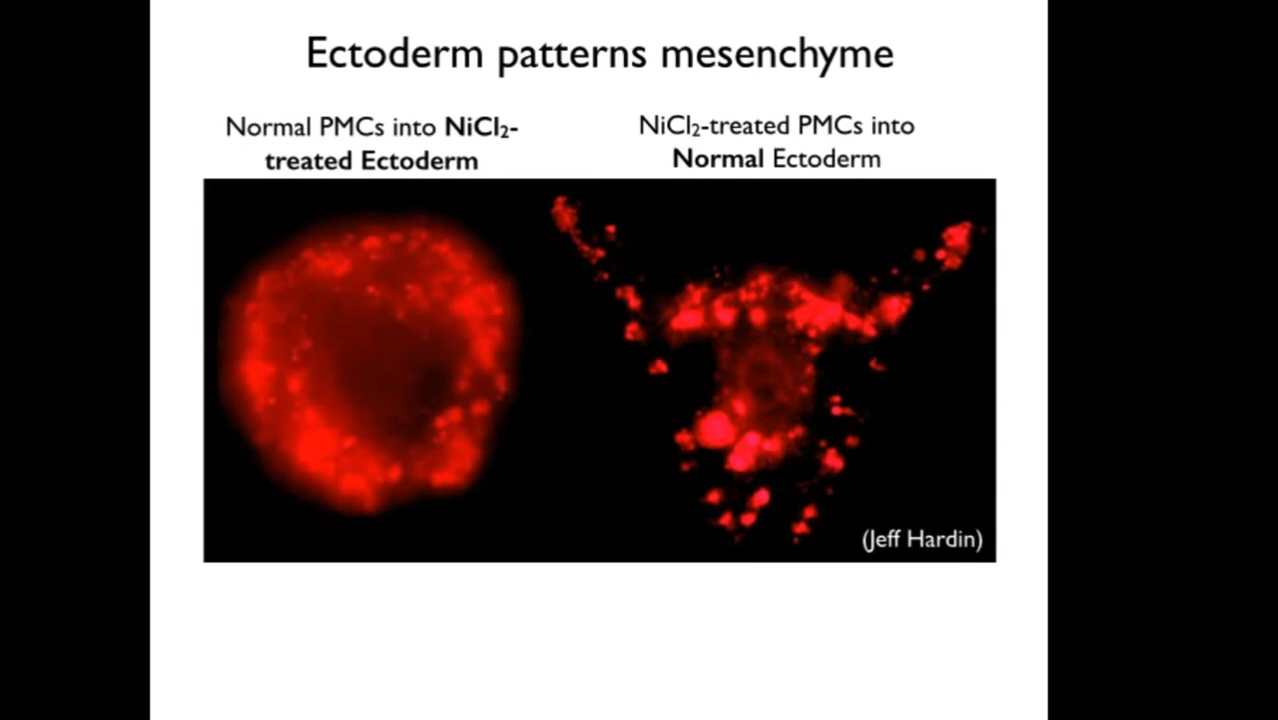 Ectoderm patterns mesenchyme
Normal PMCs into NiCl₂-
treated Ectoderm
NiCl₂-treated PMCs into
Normal Ectoderm
(Jeff Hardin)